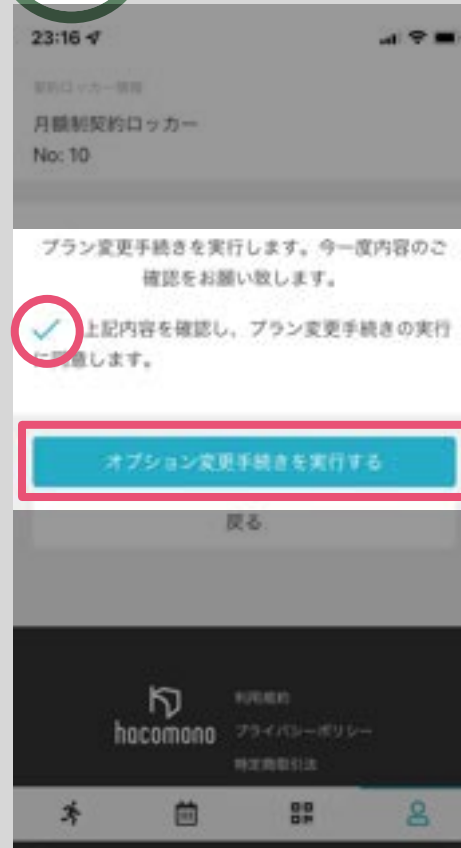 23:16
契約ロッカー情報
月額制契約ロッカー
No: 10
プラン変更手続きを実行します。今一度内容のご
確認をお願い致します。
上記内容を確認し、プラン変更手続きの実行
に同意します。
オプション変更手続きを実行する
戻る
hacomono
利用規約
プライバシーポリシー
特定商取引法